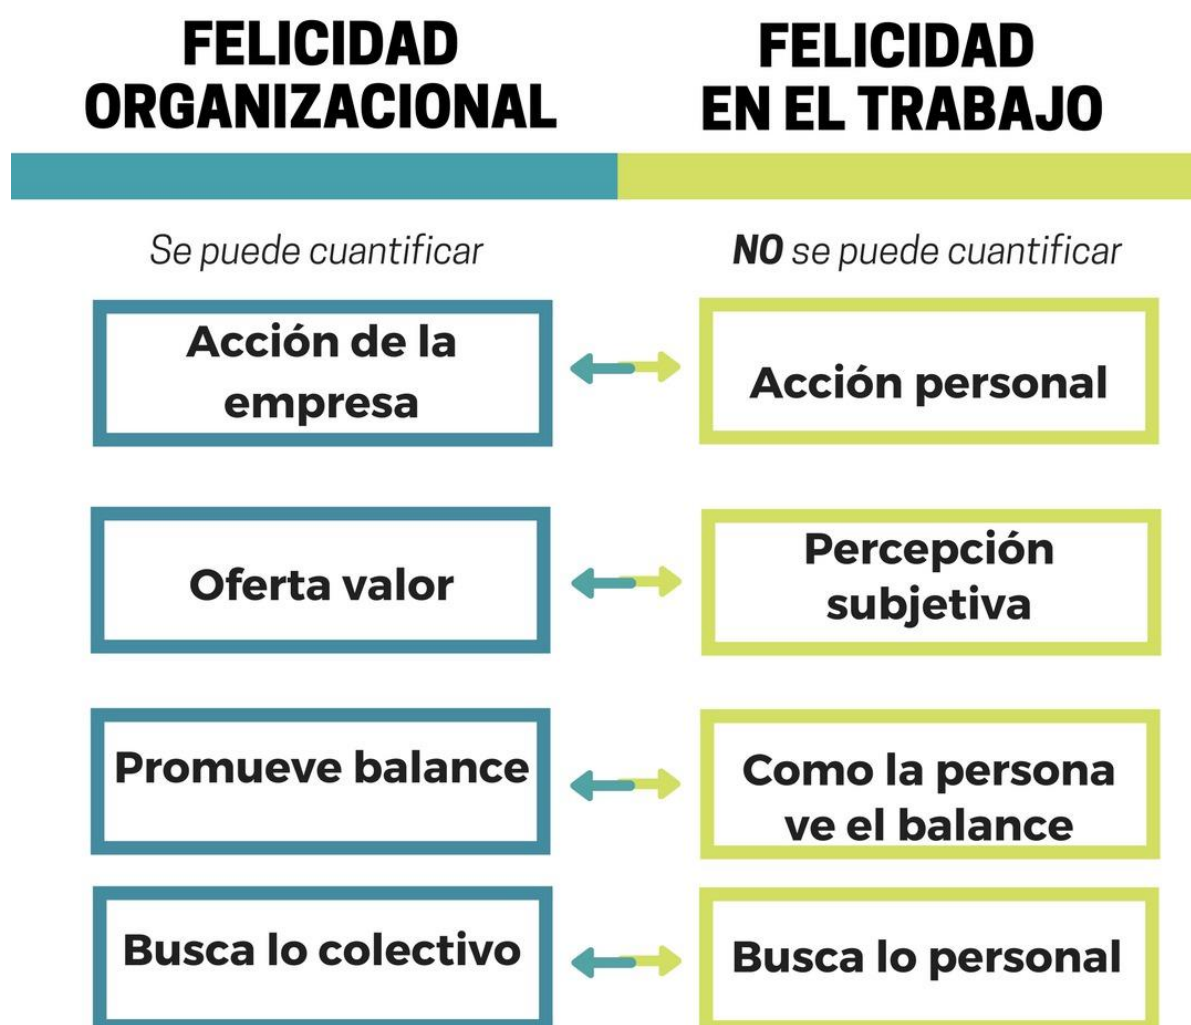 FELICIDAD
ORGANIZACIONAL
FELICIDAD
EN EL TRABAJO
Se puede cuantificar
NO se puede cuantificar
Acción de la
empresa
Acción personal
Oferta valor
Percepción
subjetiva
Promueve balance
Como la persona
ve el balance
Busca lo colectivo
Busca lo personal